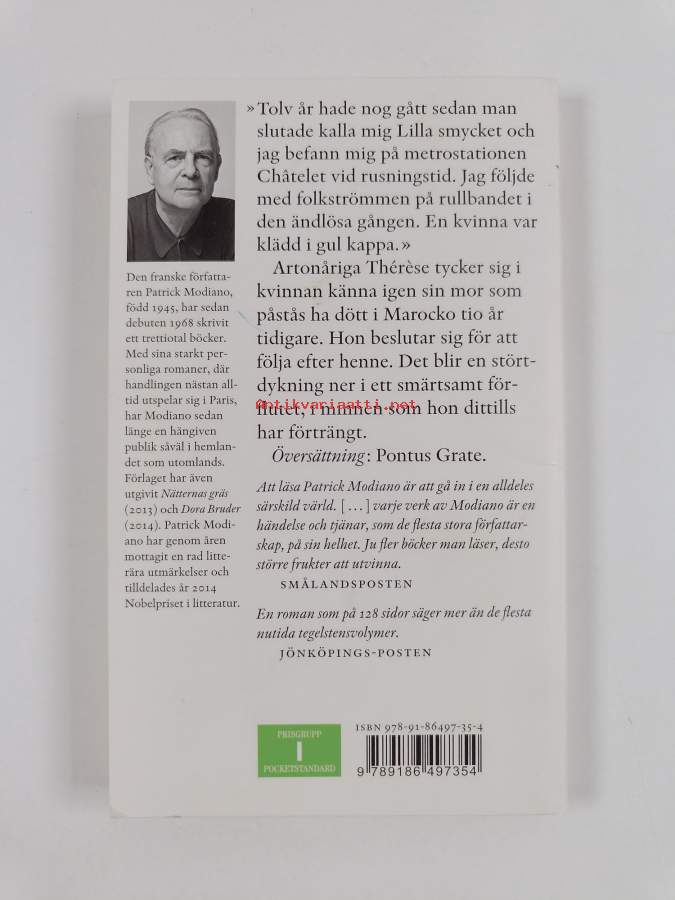 Den franske författa-
ren Patrick Modiano,
född 1945, har sedan
debuten 1968 skrivit
ett trettiotal böcker.
Med sina starkt per-
sonliga romaner, där
handlingen nästan all-
tid utspelar sig i Paris,
har Modiano sedan
länge en hängiven
publik såväl i hemlan-
det som utomlands.
Förlaget har även
utgivit Nätternas gräs
(2013) och Dora Bruder
(2014). Patrick Modi-
ano har genom åren
mottagit en rad litte-
rära utmärkelser och
tilldelades år 2014
Nobelpriset i litteratur.
» Tolv år hade nog gått sedan man
slutade kalla mig Lilla smycket och
jag befann mig på metrostationen
Châtelet vid rusningstid. Jag följde
med folkströmmen på rullbandet i
den ändlösa gången. En kvinna var
klädd i gul kappa.»
Artonåriga Thérèse tycker sig i
kvinnan känna igen sin mor som
påstås ha dött i Marocko tio år
tidigare. Hon beslutar sig för att
följa efter henne. Det blir en stört-
dykning ner i ett smärtsamt för-
flutet, i minnen som hon dittills
har förträngt.
Översättning: Pontus Grate.
Antikvariaatti.net
Att läsa Patrick Modiano är att gå in i en alldeles
särskild värld. [...] varje verk av Modiano är en
händelse och tjänar, som de flesta stora författar-
skap, på sin helhet. Ju fler böcker man läser, desto
större frukter att utvinna.
SMÅLANDSPOSTEN
En roman som på 128 sidor säger mer än de flesta
nutida tegelstensvolymer.
JÖNKÖPINGS-POSTEN
PRISGRUPP
I
POCKETSTANDARD
ISBN 978-91-86497-35-4
9 789186 497354